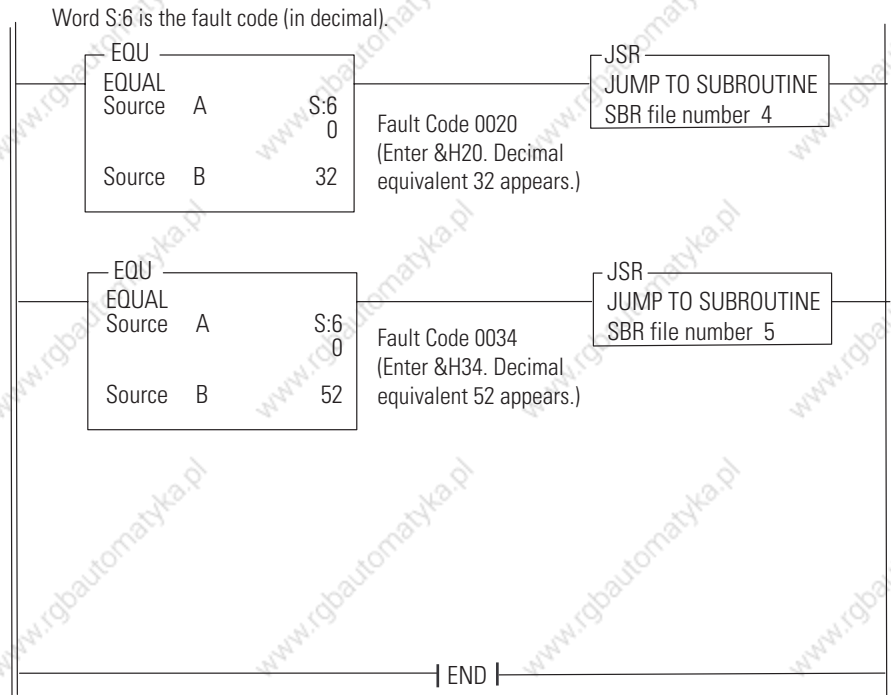 Word S:6 is the fault code (in decimal).
EQU
EQUAL
Source A S:6
0
Source B 32
Fault Code 0020
(Enter &H20. Decimal
equivalent 32 appears.)
JSR
JUMP TO SUBROUTINE
SBR file number 4
EQU
EQUAL
Source A S:6
0
Source B 52
Fault Code 0034
(Enter &H34. Decimal
equivalent 52 appears.)
JSR
JUMP TO SUBROUTINE
SBR file number 5
END
www.rgbautomatyka.pl